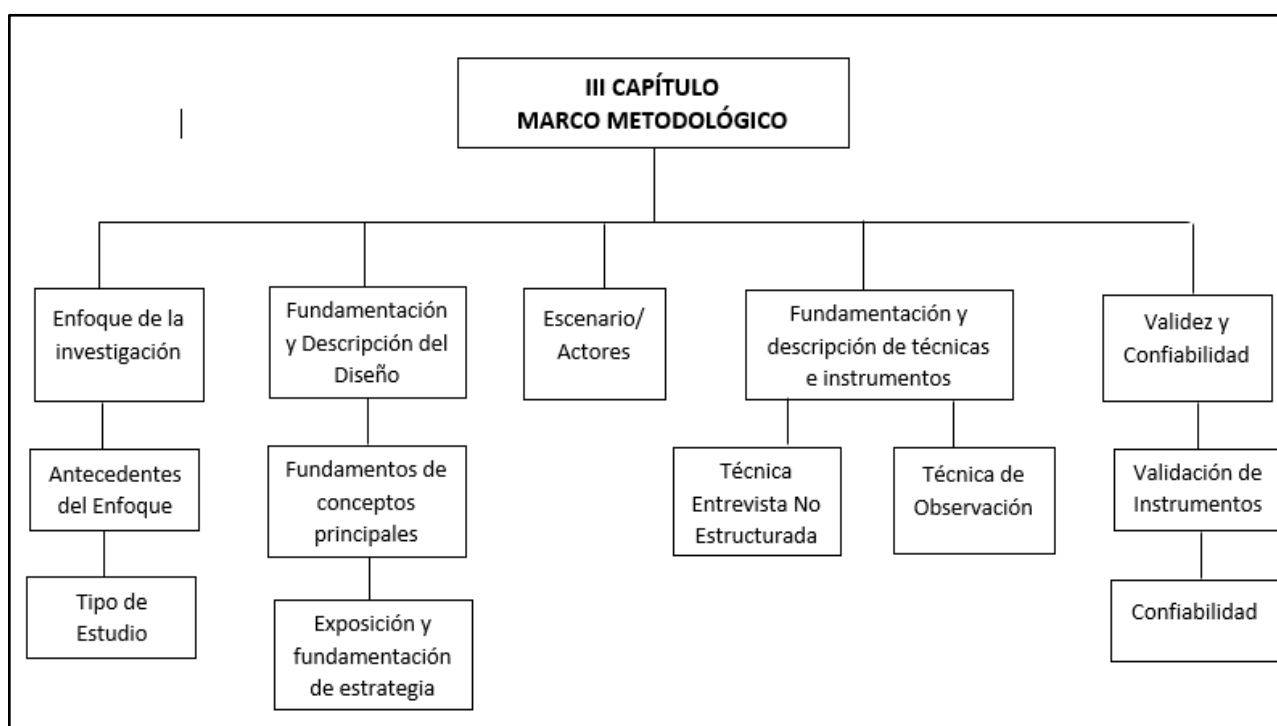 III CAPÍTULO
MARCO METODOLÓGICO
Enfoque de la
investigación
Antecedentes
del Enfoque
Tipo de
Estudio
Fundamentación
y Descripción del
Diseño
Fundamentos de
conceptos
principales
Exposición y
fundamentación
de estrategia
Escenario/
Actores
Fundamentación y
descripción de técnicas
e instrumentos
Técnica
Entrevista No
Estructurada
Técnica de
Observación
Validez y
Confiabilidad
Validación de
Instrumentos
Confiabilidad